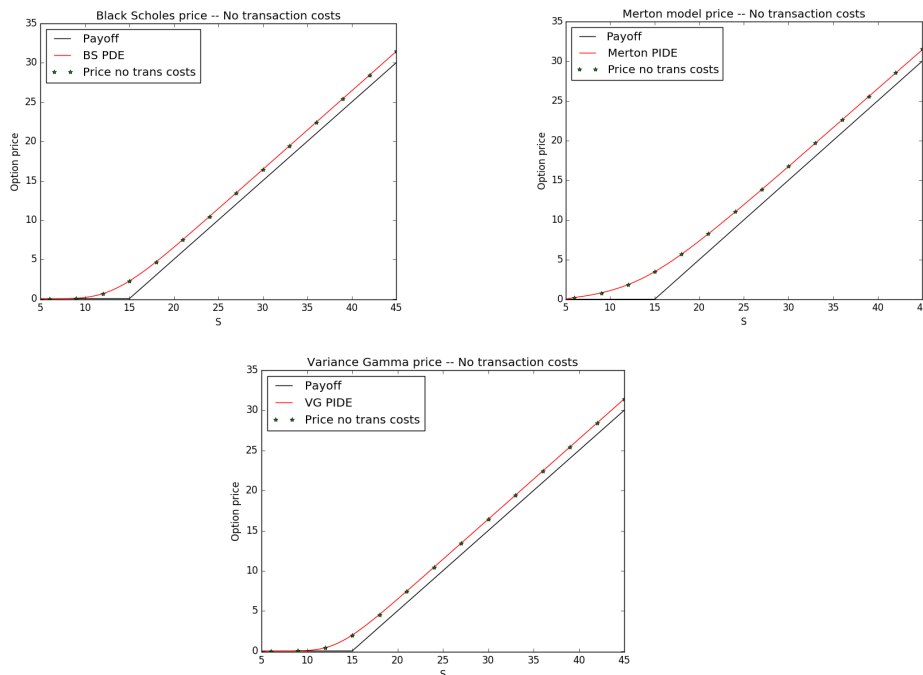 Black Scholes price -- No transaction costs
35
30
25
20
15
10
5
0
Option price
Payoff
BS PDE
Price no trans costs
5 10 15 20 25 30 35 40 45
S
Merton model price -- No transaction costs
35
30
25
20
15
10
5
0
Option price
Payoff
Merton PIDE
Price no trans costs
5 10 15 20 25 30 35 40
S
Variance Gamma price -- No transaction costs
35
30
25
20
15
10
5
0
Option price
Payoff
VG PIDE
Price no trans costs
5 10 15 20 25 30 35 40 45
S